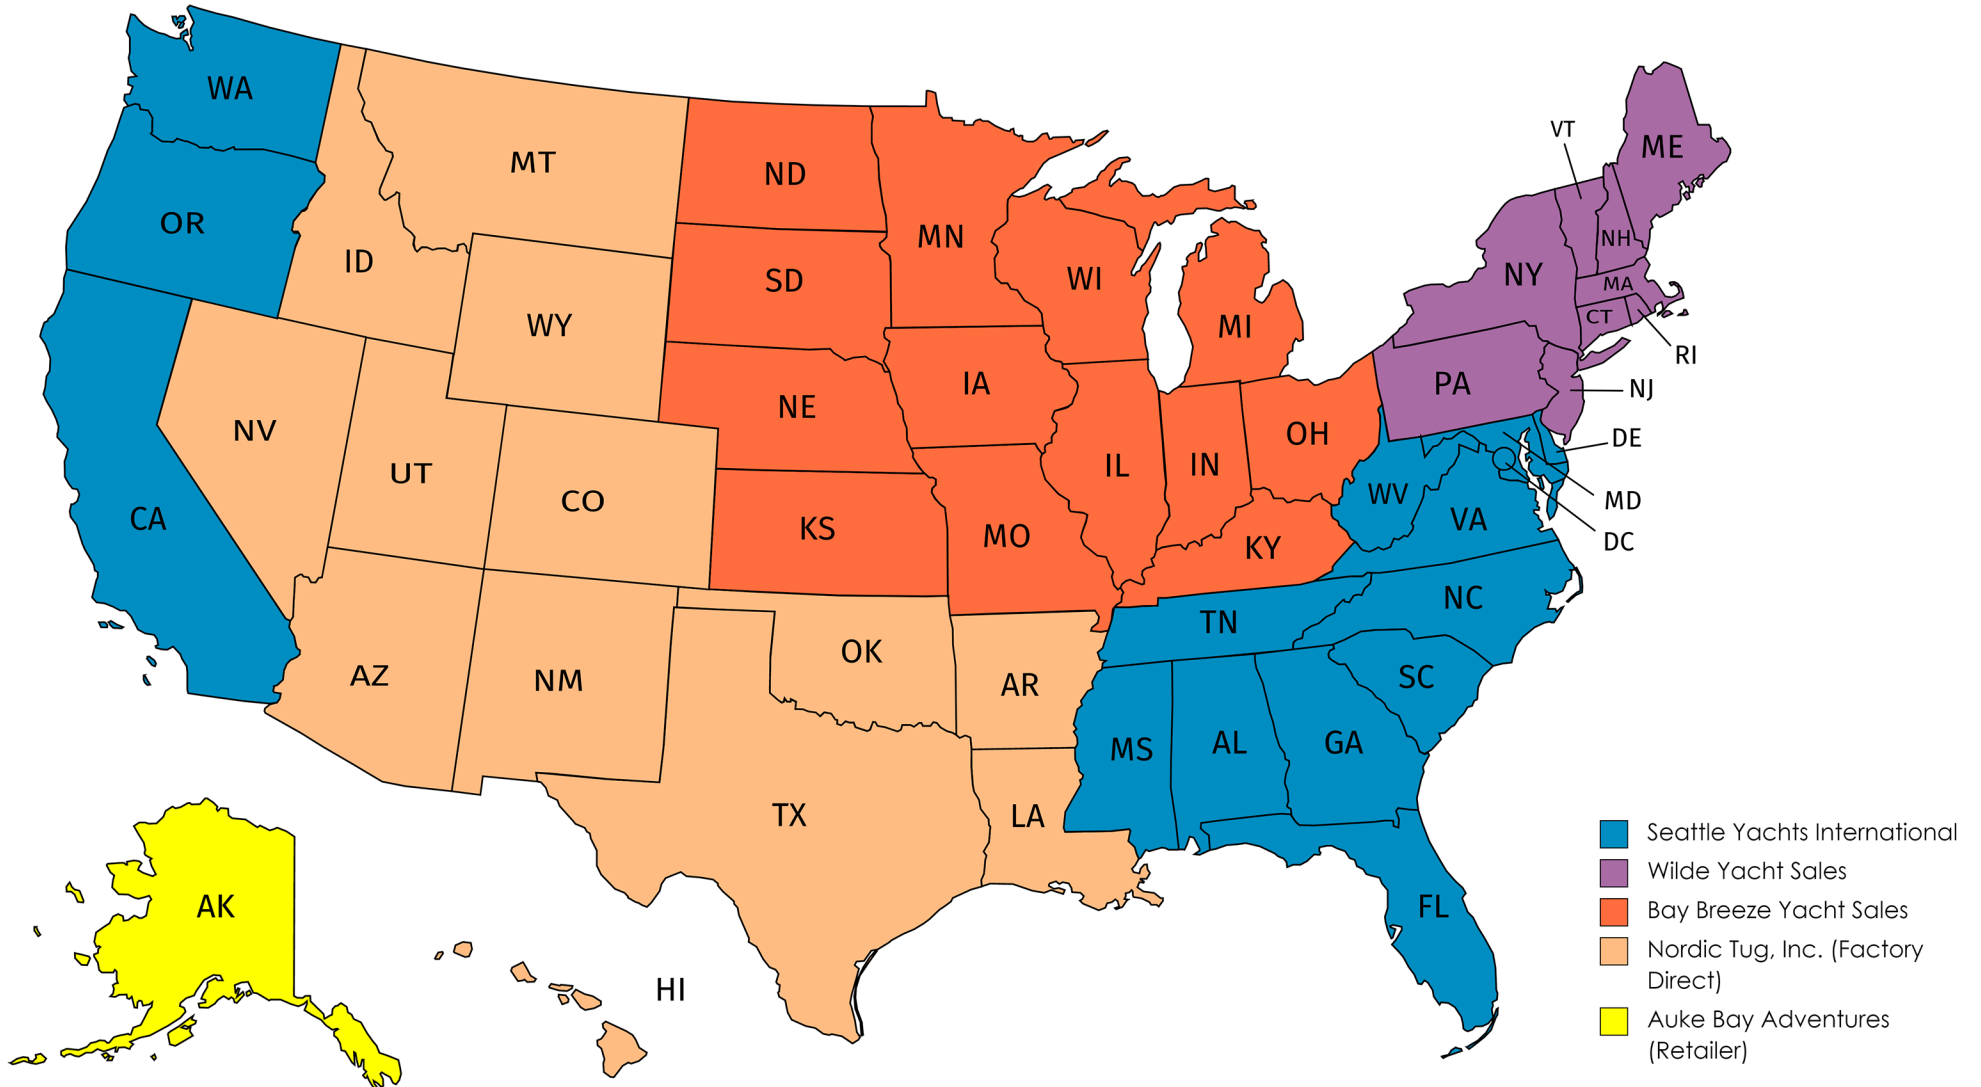 WA
OR
CA
MT
ID
WY
NV
UT
CO
AZ
NM
ND
SD
NE
KS
OK
TX
MN
IA
MO
AR
LA
WI
IL
MI
IN
OH
KY
TN
MS
AL
GA
FL
SC
NC
VA
WV
PA
NY
VT
ME
NH
MA
CT
RI
NJ
DE
MD
DC
AK
HI
Seattle Yachts International
Wilde Yacht Sales
Bay Breeze Yacht Sales
Nordic Tug, Inc. (Factory
Direct)
Auke Bay Adventures
(Retailer)